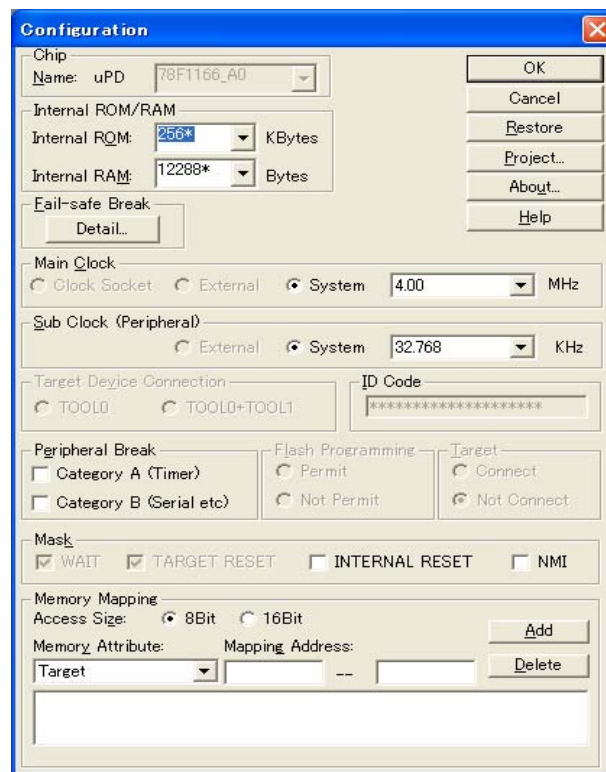 Configuration
Chip
Name: uPD 78F1166_A0
OK
Cancel
Restore
Project...
About...
Help
Internal ROM/RAM
Internal ROM: 256* KBytes
Internal RAM: 12288* Bytes
Fail-safe Break
Detail...
Main Clock
Clock Socket External System 4.00 MHz
Sub Clock (Peripheral)
External System 32.768 KHz
Target Device Connection
TOOL0 TOOL0+TOOL1
ID Code
********************
Peripheral Break
Category A (Timer)
Category B (Serial etc)
Flash Programming
Permit
Not Permit
Target
Connect
Not Connect
Mask
WAIT TARGET RESET INTERNAL RESET NMI
Memory Mapping
Access Size: 8Bit 16Bit
Memory Attribute: Mapping Address:
Target --
Add
Delete